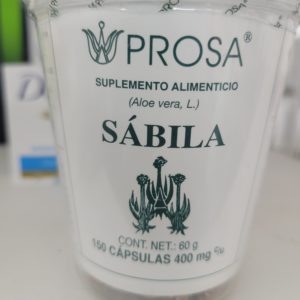 PROSA®
SUPLEMENTO ALIMENTICIO
(Aloe vera, L.)
SÁBILA
CONT. NET.: 60 g
150 CÁPSULAS 400 mg c/u